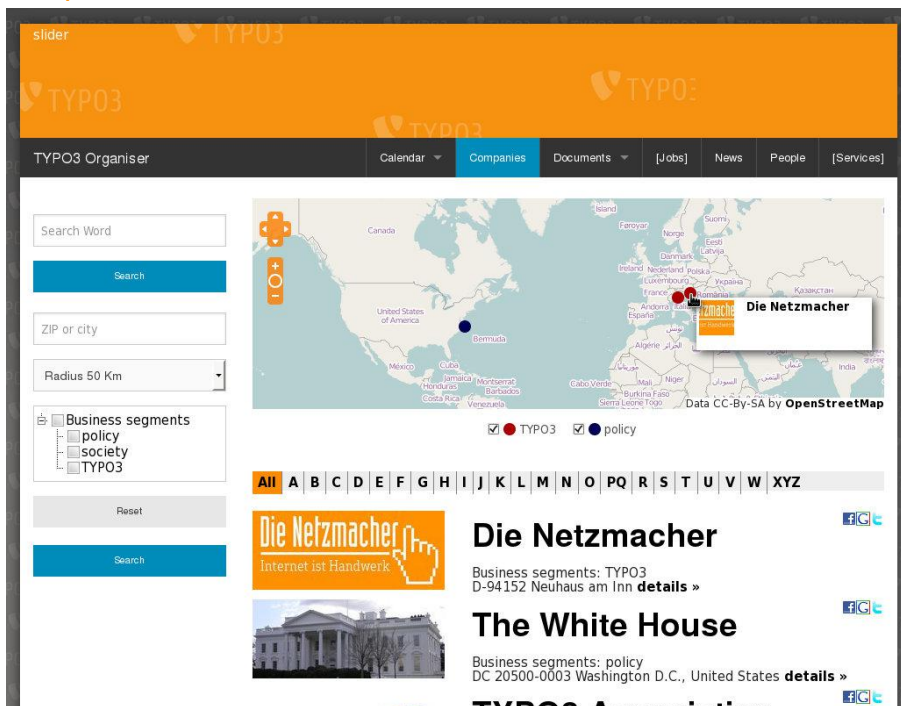 slider
TYPO3
TYPO3
TYPO3
TYPO3
TYPO3 Organiser
Calendar
Companies
Documents
[Jobs]
News
People
[Services]
Search Word
Search
ZIP or city
Radius 50 Km
Business segments
policy
society
TYPO3
Reset
Search
Island
Canada
Føroyar
Norge
Suomi
Eesti
Latvija
Danmark
Ireland Nederland Polska
Luxembourg Україна
France România
Қазақстан
Andorra
España
United States
of America
Bermuda
Die Netzmacher
México
Cuba
Jamaica Montserrat
Honduras Barbados
Costa Rica
Venezuela
Cabo Verde
Mali Niger
Burkina Faso
Sierra Leone Togo
India
Data CC-By-SA by OpenStreetMap
TYPO3 policy
All A B C D E F G H I J K L M N O PQ R S T U V W XYZ
Die Netzmacher
Internet ist Handwerk
Die Netzmacher
Business segments: TYPO3
D-94152 Neuhaus am Inn details »
The White House
Business segments: policy
DC 20500-0003 Washington D.C., United States details »